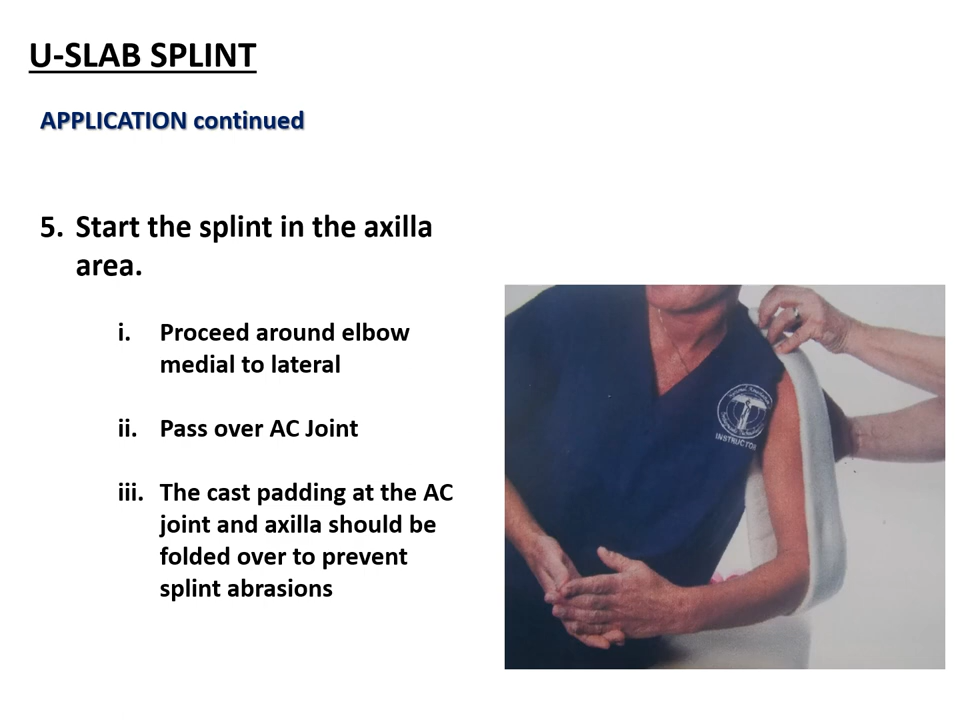 U-SLAB SPLINT
APPLICATION continued
5. Start the splint in the axilla
area.
i. Proceed around elbow
medial to lateral
ii. Pass over AC Joint
iii. The cast padding at the AC
joint and axilla should be
folded over to prevent
splint abrasions
INSTRUCTOR